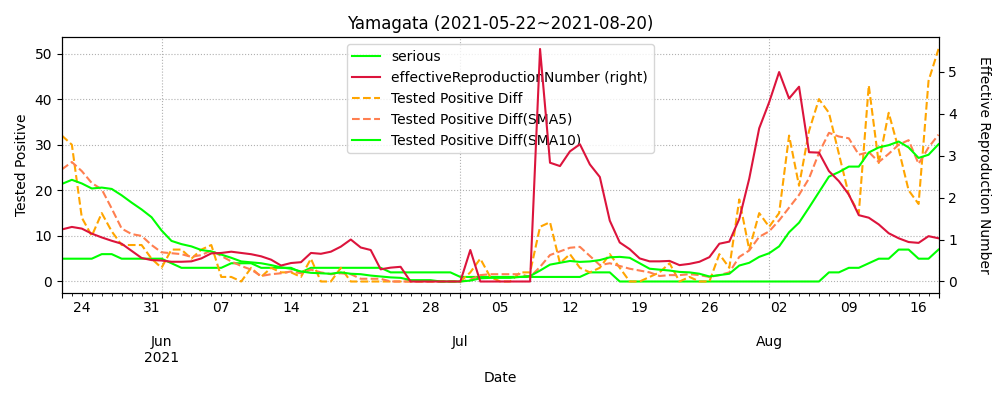 Yamagata (2021-05-22~2021-08-20)
serious
effectiveReproductionNumber (right)
Tested Positive Diff
Tested Positive Diff(SMA5)
Tested Positive Diff(SMA10)
Tested Positive
50
40
30
20
10
0
Effective Reproduction Number
5
4
3
2
1
0
24 31 07 14 21 28 05 12 19 26 02 09 16
Jun Jul Aug
2021
Date